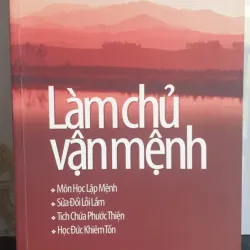 Làm chủ
vận mệnh
❖ Môn Học Lập Mệnh
❖ Sửa Đổi Lỗi Lầm
❖ Tích Chứa Phước Thiện
❖ Học Đức Khiêm Tốn